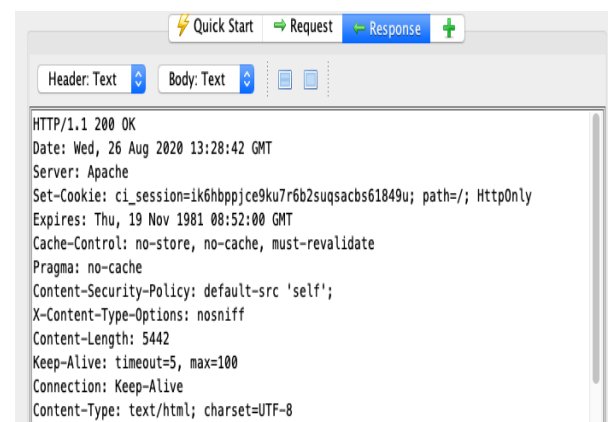 Quick Start Request Response
Header: Text Body: Text
HTTP/1.1 200 OK
Date: Wed, 26 Aug 2020 13:28:42 GMT
Server: Apache
Set-Cookie: ci_session=ik6hbppjce9ku7r6b2suqsacbs61849u; path=/; HttpOnly
Expires: Thu, 19 Nov 1981 08:52:00 GMT
Cache-Control: no-store, no-cache, must-revalidate
Pragma: no-cache
Content-Security-Policy: default-src 'self';
X-Content-Type-Options: nosniff
Content-Length: 5442
Keep-Alive: timeout=5, max=100
Connection: Keep-Alive
Content-Type: text/html; charset=UTF-8